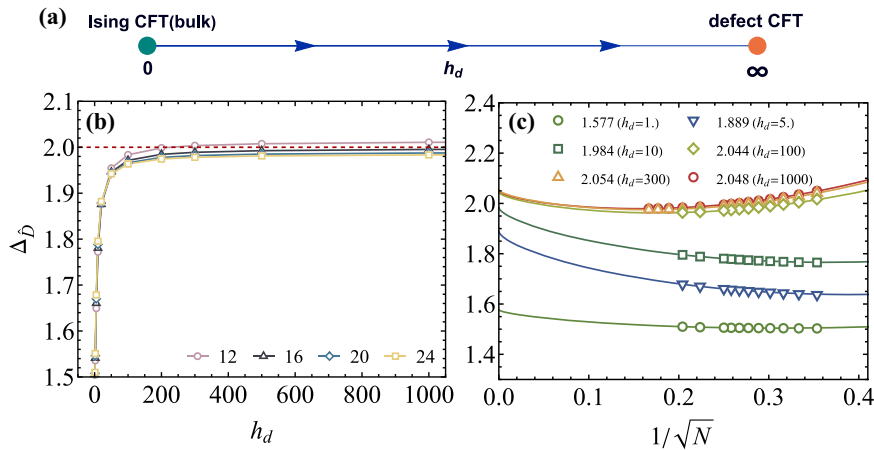 (a)
Ising CFT(bulk)
defect CFT
0
h_d
∞
(b)
2.1
2.0
1.9
1.8
1.7
1.6
1.5
Δ_D̂
0 200 400 600 800 1000
h_d
12 16 20 24
(c)
2.4
2.2
2.0
1.8
1.6
1.4
1.577 (h_d=1.) 1.889 (h_d=5.)
1.984 (h_d=10) 2.044 (h_d=100)
2.054 (h_d=300) 2.048 (h_d=1000)
0.0 0.1 0.2 0.3 0.4
1/√N